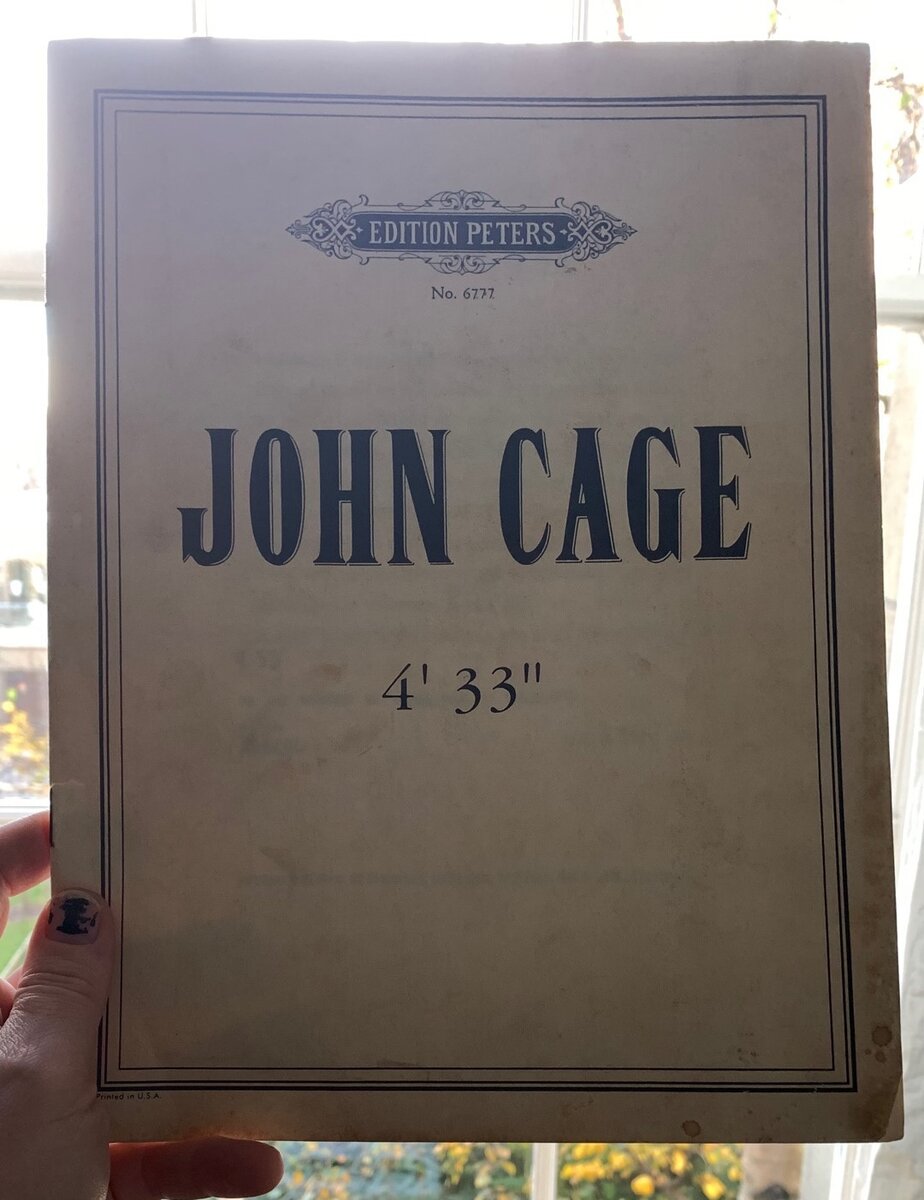 EDITION PETERS
No. 6777
JOHN CAGE
4' 33"
Printed in U.S.A.